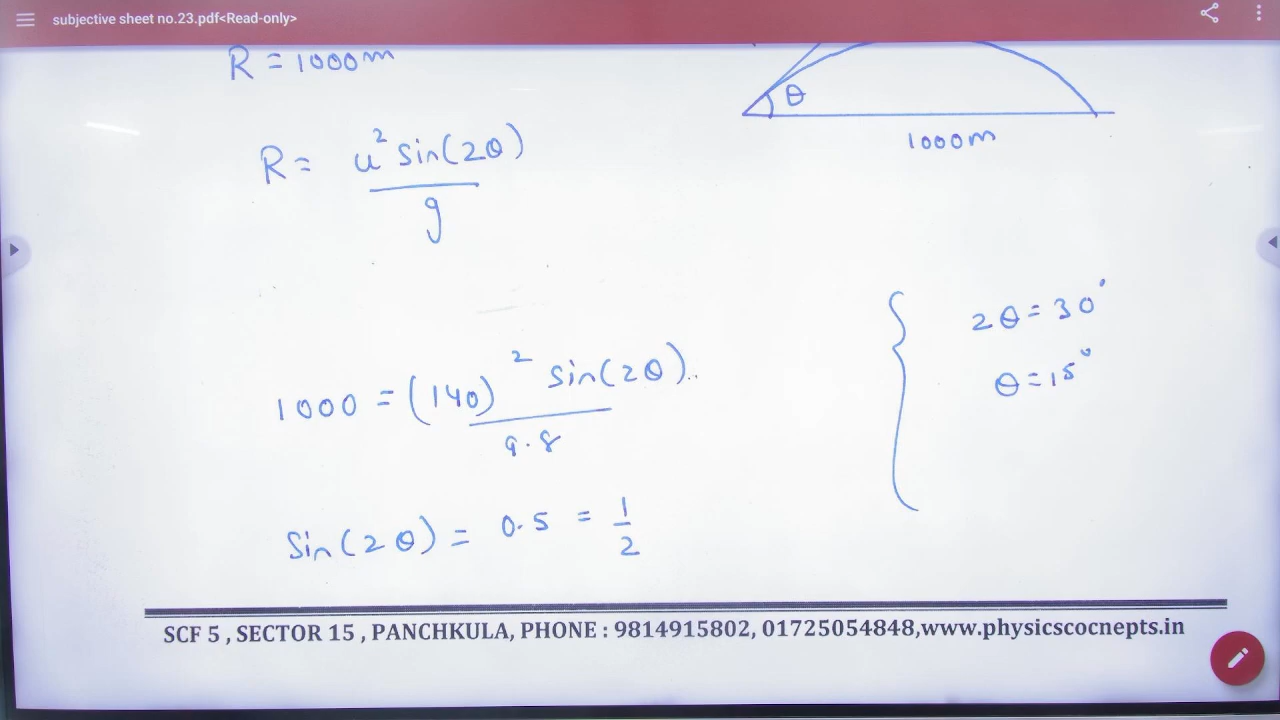 subjective sheet no.23.pdf<Read-only>
R = 1000m
θ
1000m
R = u² sin(2θ)
g
2θ = 30°
θ = 15°
1000 = (140)² sin(2θ)
9.8
sin(2θ) = 0.5 = 1/2
SCF 5 , SECTOR 15 , PANCHKULA, PHONE : 9814915802, 01725054848,www.physicscocnepts.in